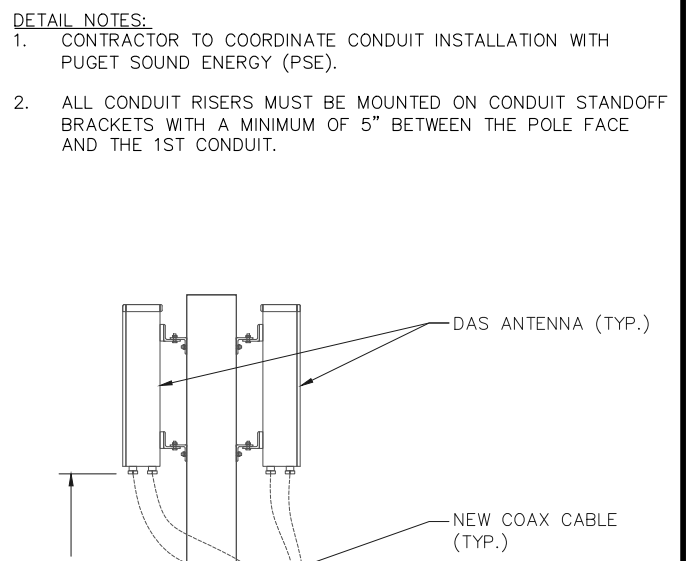 DETAIL NOTES:
1. CONTRACTOR TO COORDINATE CONDUIT INSTALLATION WITH
PUGET SOUND ENERGY (PSE).
2. ALL CONDUIT RISERS MUST BE MOUNTED ON CONDUIT STANDOFF
BRACKETS WITH A MINIMUM OF 5" BETWEEN THE POLE FACE
AND THE 1ST CONDUIT.
DAS ANTENNA (TYP.)
NEW COAX CABLE
(TYP.)